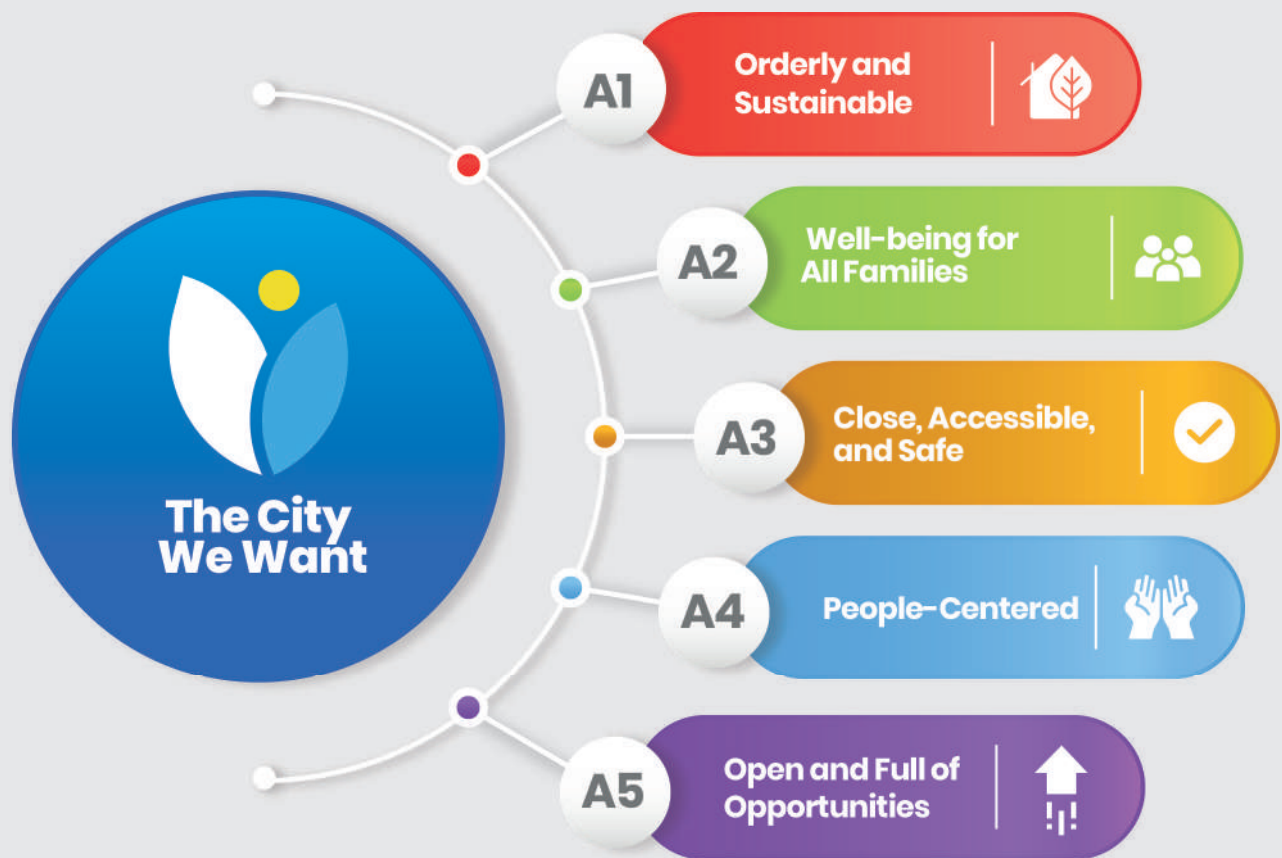 The City
We Want
A1
Orderly and
Sustainable
A2
Well-being for
All Families
A3
Close, Accessible,
and Safe
A4
People-Centered
A5
Open and Full of
Opportunities